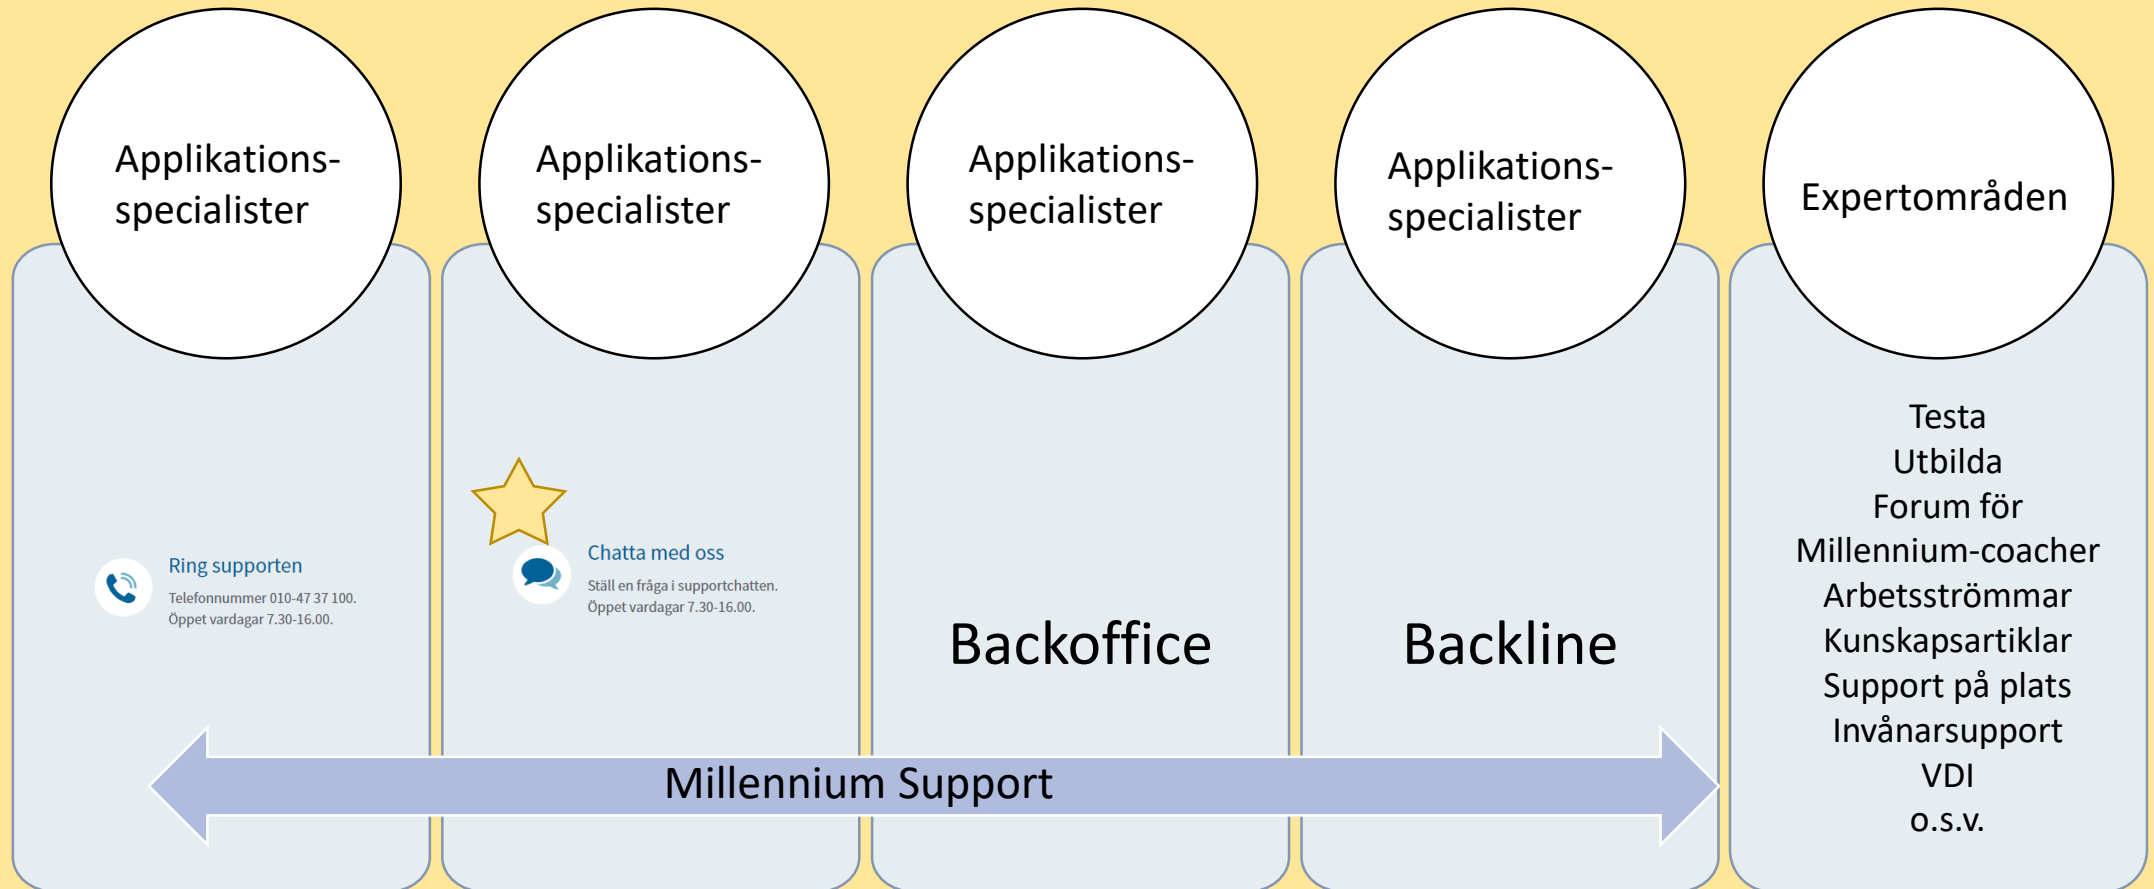 Applikations-
specialister
Applikations-
specialister
Applikations-
specialister
Applikations-
specialister
Expertområden
Ring supporten
Telefonnummer 010-47 37 100.
Öppet vardagar 7.30-16.00.
Chatta med oss
Ställ en fråga i supportchatten.
Öppet vardagar 7.30-16.00.
Backoffice
Backline
Testa
Utbilda
Forum för
Millennium-coacher
Arbetsströmmar
Kunskapsartiklar
Support på plats
Invånarsupport
VDI
o.s.v.
Millennium Support